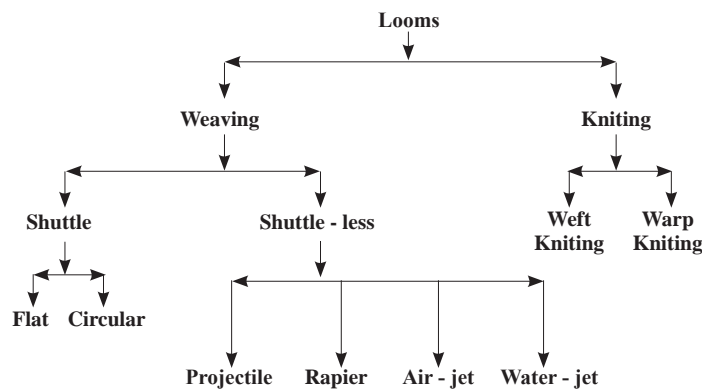 Looms
Weaving
Kniting
Shuttle
Shuttle - less
Weft
Kniting
Warp
Kniting
Flat
Circular
Projectile
Rapier
Air - jet
Water - jet